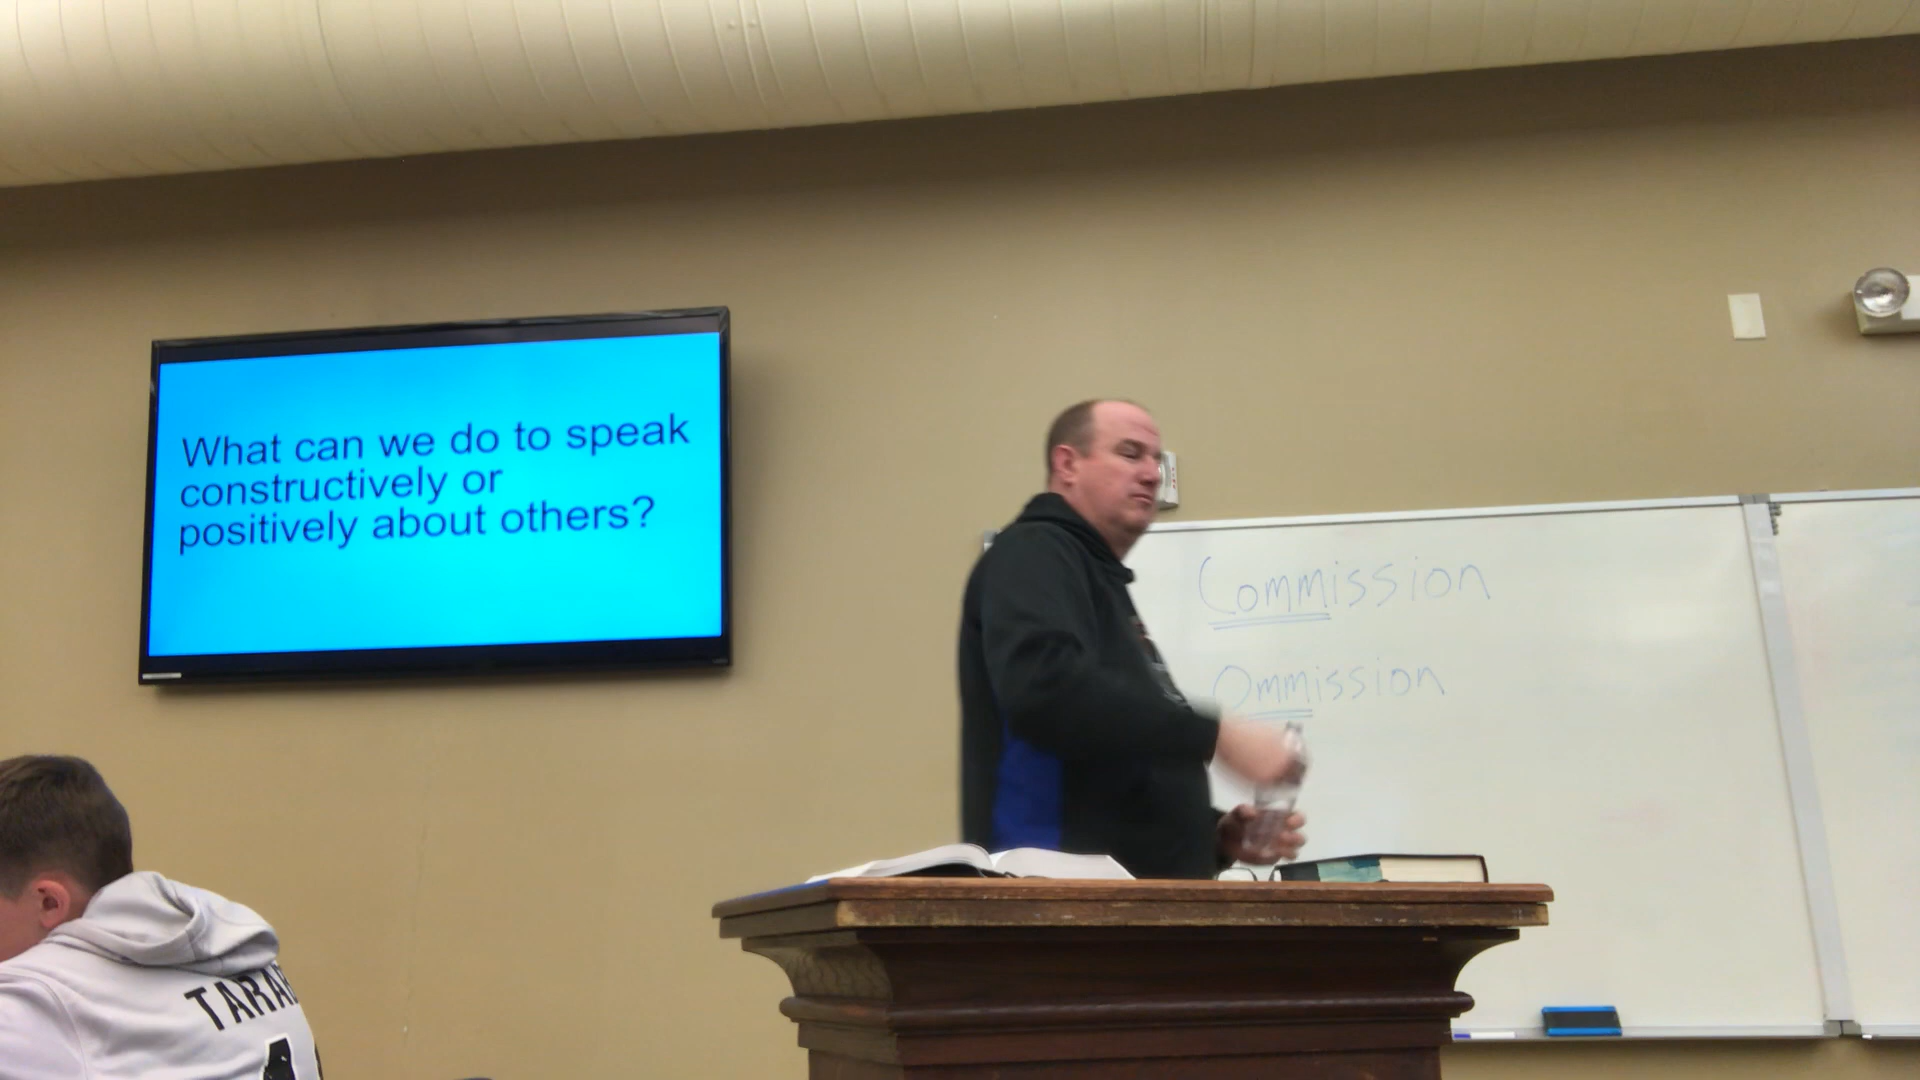 What can we do to speak
constructively or
positively about others?
Commission
Ommission